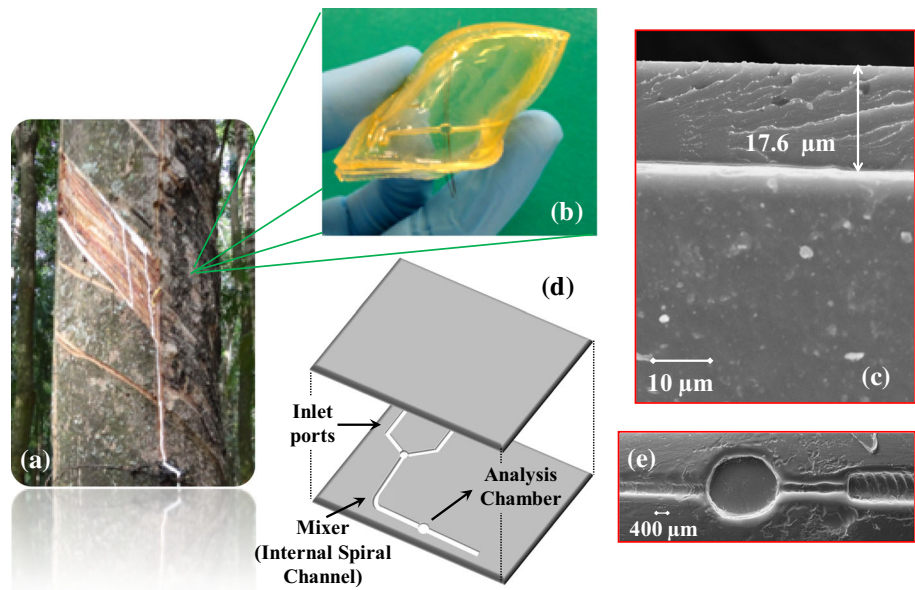 (a)
(b)
17.6 μm
10 μm
(c)
(d)
Inlet
ports
Analysis
Chamber
Mixer
(Internal Spiral
Channel)
(e)
400 μm